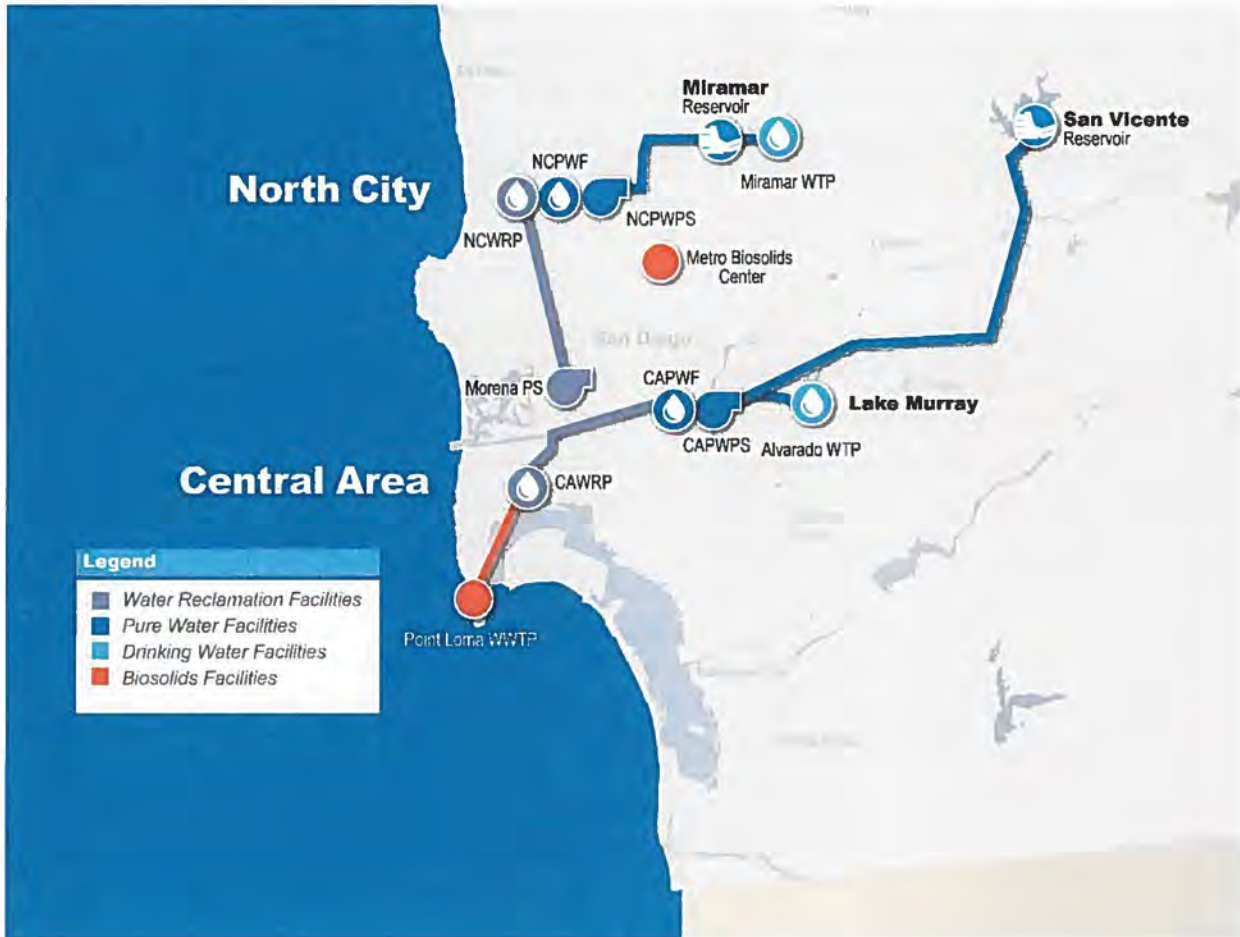 Miramar
Reservoir
San Vicente
Reservoir
NCPWF
Miramar WTP
North City
NCPWPS
NCWRP
Metro Biosolids
Center
San Diego
Morena PS
CAPWF
Lake Murray
CAPWPS
Alvarado WTP
Central Area
CAWRP
Legend
Water Reclamation Facilities
Pure Water Facilities
Drinking Water Facilities
Biosolids Facilities
Point Loma WWTP